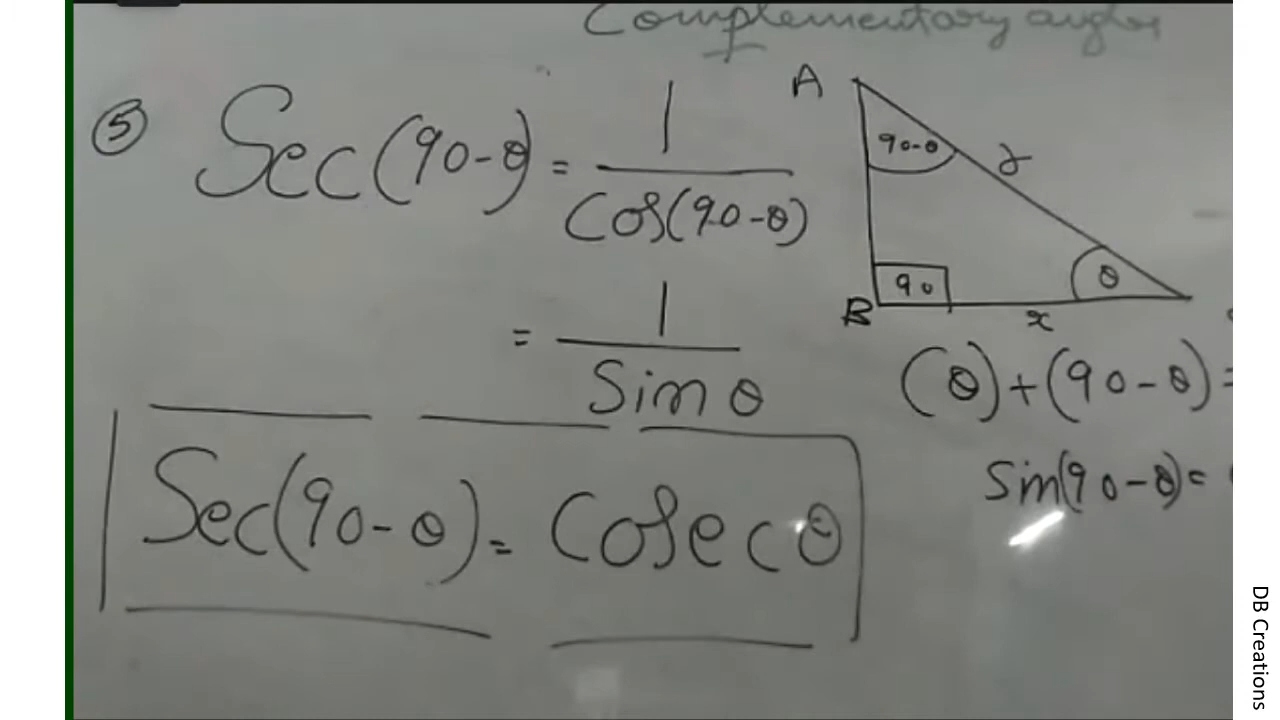 Complementary angles
⑤ Sec(90-θ) = 1/Cos(90-θ)
= 1/Sin θ
Sec(90-θ) = Cosec θ
A
90-θ
90
θ
B
x
(θ)+(90-θ)=
Sin(90-θ)=
DB Creations